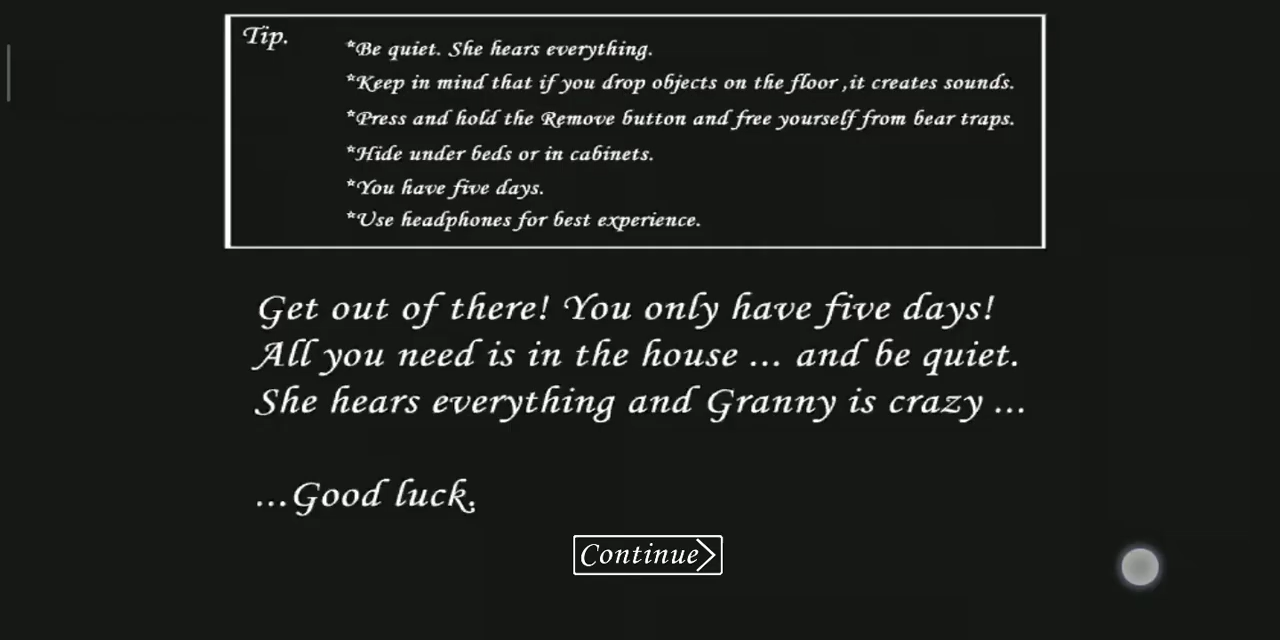 Tip.
*Be quiet. She hears everything.
*Keep in mind that if you drop objects on the floor ,it creates sounds.
*Press and hold the Remove button and free yourself from bear traps.
*Hide under beds or in cabinets.
*You have five days.
*Use headphones for best experience.
Get out of there! You only have five days!
All you need is in the house ... and be quiet.
She hears everything and Granny is crazy ...
...Good luck.
Continue>